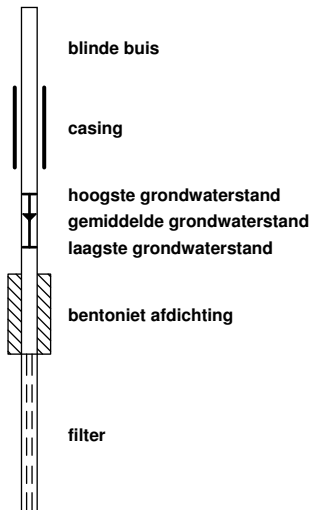 blinde buis
casing
hoogste grondwaterstand
gemiddelde grondwaterstand
laagste grondwaterstand
bentoniet afdichting
filter